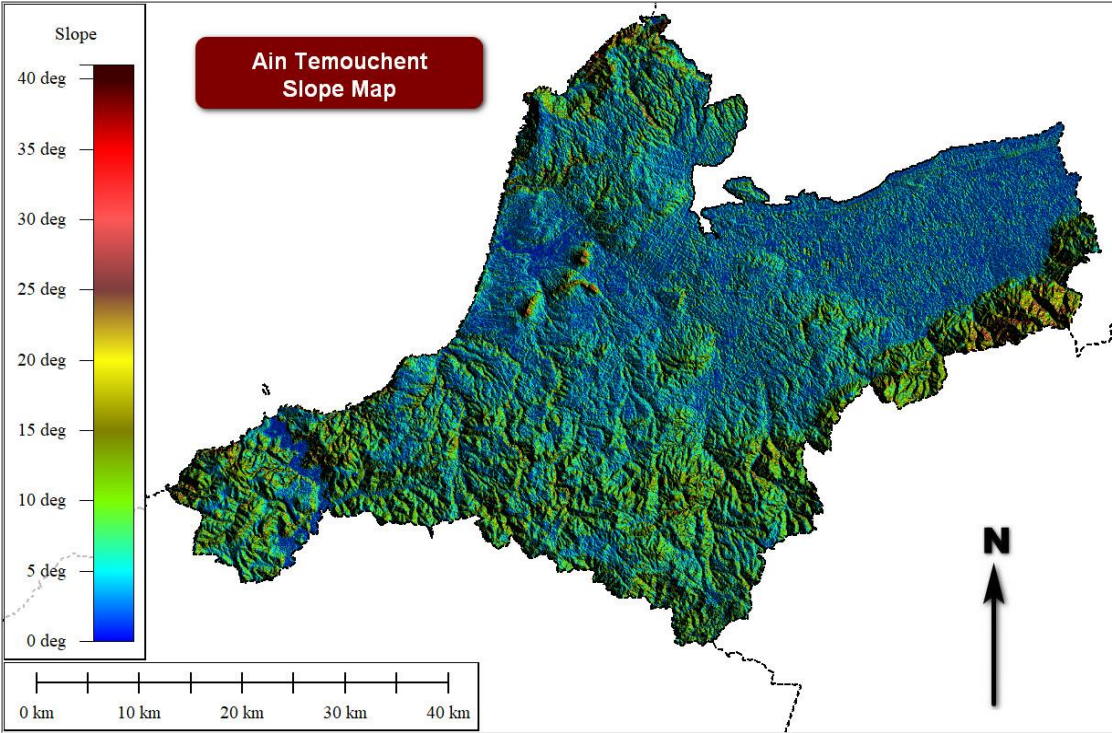 Slope
40 deg
35 deg
30 deg
25 deg
20 deg
15 deg
10 deg
5 deg
0 deg
Ain Temouchent
Slope Map
N
0 km 10 km 20 km 30 km 40 km